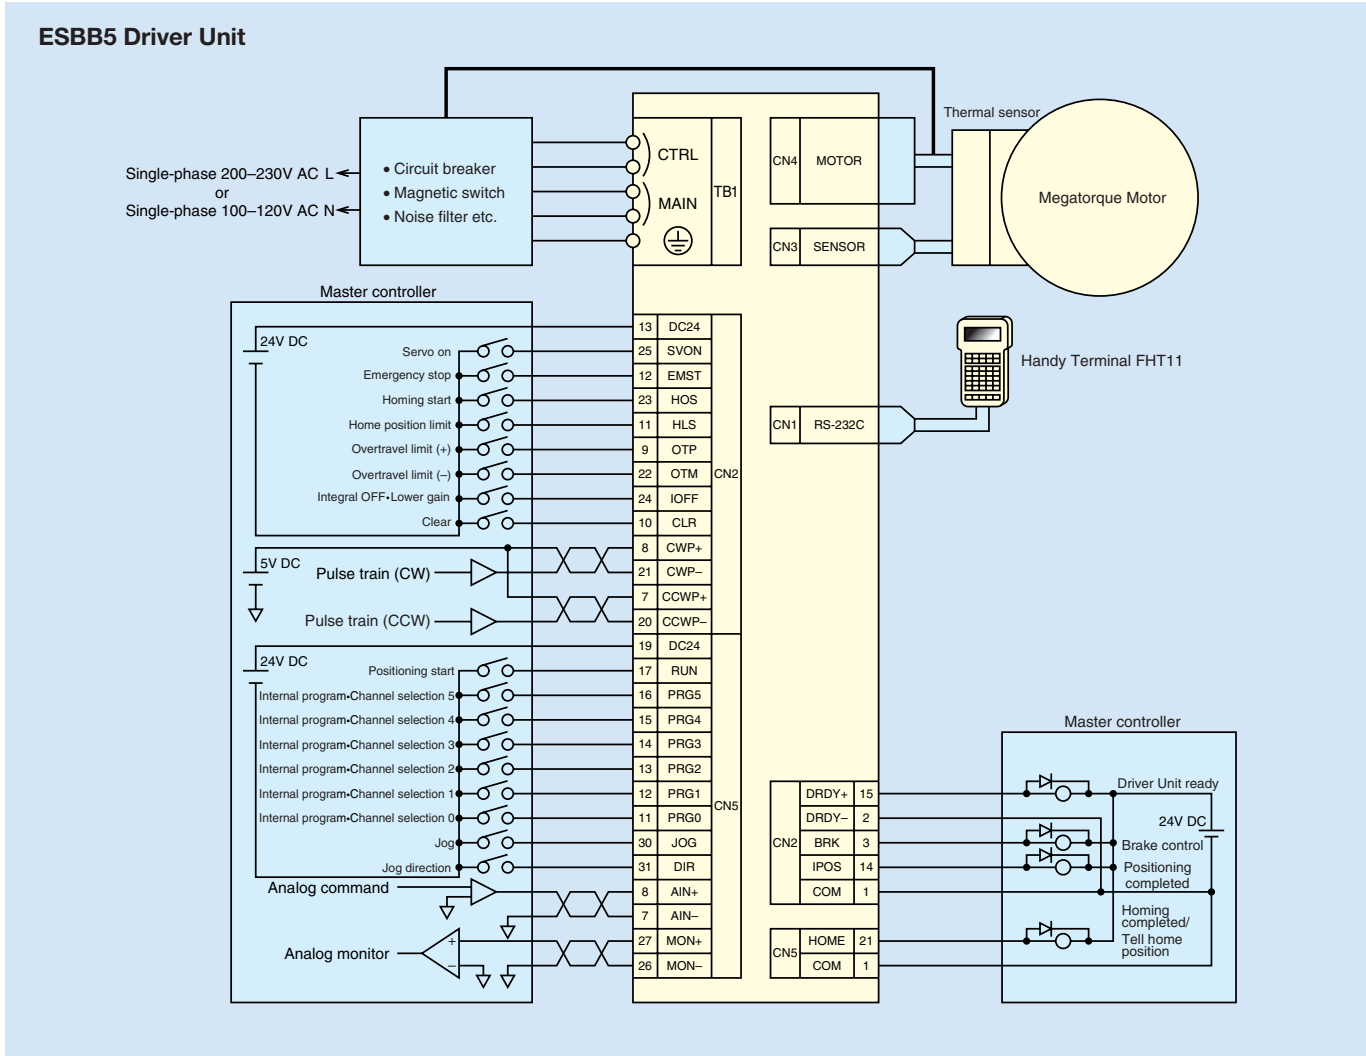 ESBB5 Driver Unit
Thermal sensor
Single-phase 200–230V AC L
or
Single-phase 100–120V AC N
• Circuit breaker
• Magnetic switch
• Noise filter etc.
CTRL
MAIN
TB1
CN4 MOTOR
CN3 SENSOR
Megatorque Motor
Master controller
24V DC
13 DC24
Servo on 25 SVON
Emergency stop 12 EMST
Homing start 23 HOS
Home position limit 11 HLS
Overtravel limit (+) 9 OTP
Overtravel limit (–) 22 OTM
Integral OFF•Lower gain 24 IOFF
Clear 10 CLR
CN2
5V DC
8 CWP+
Pulse train (CW) 21 CWP–
7 CCWP+
Pulse train (CCW) 20 CCWP–
Handy Terminal FHT11
CN1 RS-232C
24V DC
19 DC24
Positioning start 17 RUN
Internal program•Channel selection 5 16 PRG5
Internal program•Channel selection 4 15 PRG4
Internal program•Channel selection 3 14 PRG3
Internal program•Channel selection 2 13 PRG2
Internal program•Channel selection 1 12 PRG1
Internal program•Channel selection 0 11 PRG0
Jog 30 JOG
Jog direction 31 DIR
Analog command 8 AIN+
7 AIN–
Analog monitor + 27 MON+
– 26 MON–
CN5
Master controller
CN2
DRDY+ 15 Driver Unit ready
DRDY– 2
24V DC
BRK 3 Brake control
IPOS 14 Positioning
completed
COM 1
CN5
HOME 21
Homing
completed/
Tell home
position
COM 1